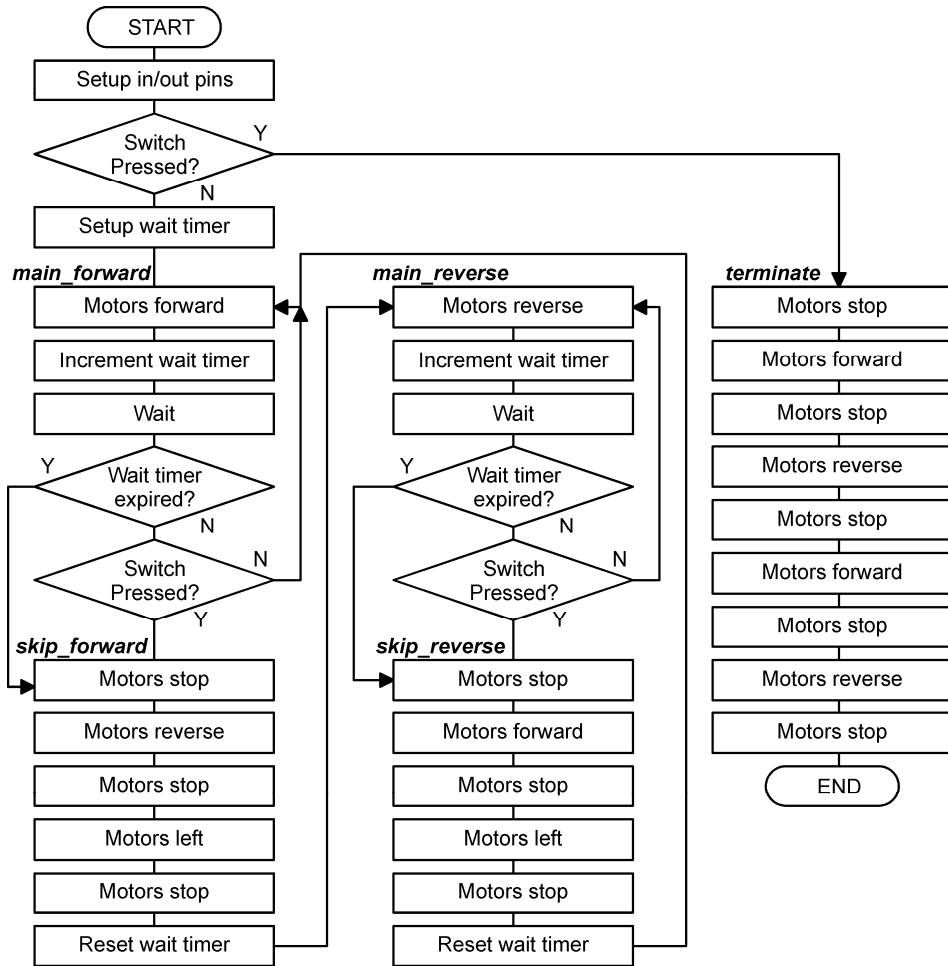 START
Setup in/out pins
Switch
Pressed?
Y
N
Setup wait timer
main_forward
Motors forward
Increment wait timer
Wait
Y
Wait timer
expired?
N
Switch
Pressed?
N
Y
skip_forward
Motors stop
Motors reverse
Motors stop
Motors left
Motors stop
Reset wait timer
main_reverse
Motors reverse
Increment wait timer
Wait
Y
Wait timer
expired?
N
Switch
Pressed?
N
Y
skip_reverse
Motors stop
Motors forward
Motors stop
Motors left
Motors stop
Reset wait timer
terminate
Motors stop
Motors forward
Motors stop
Motors reverse
Motors stop
Motors forward
Motors stop
Motors reverse
Motors stop
END